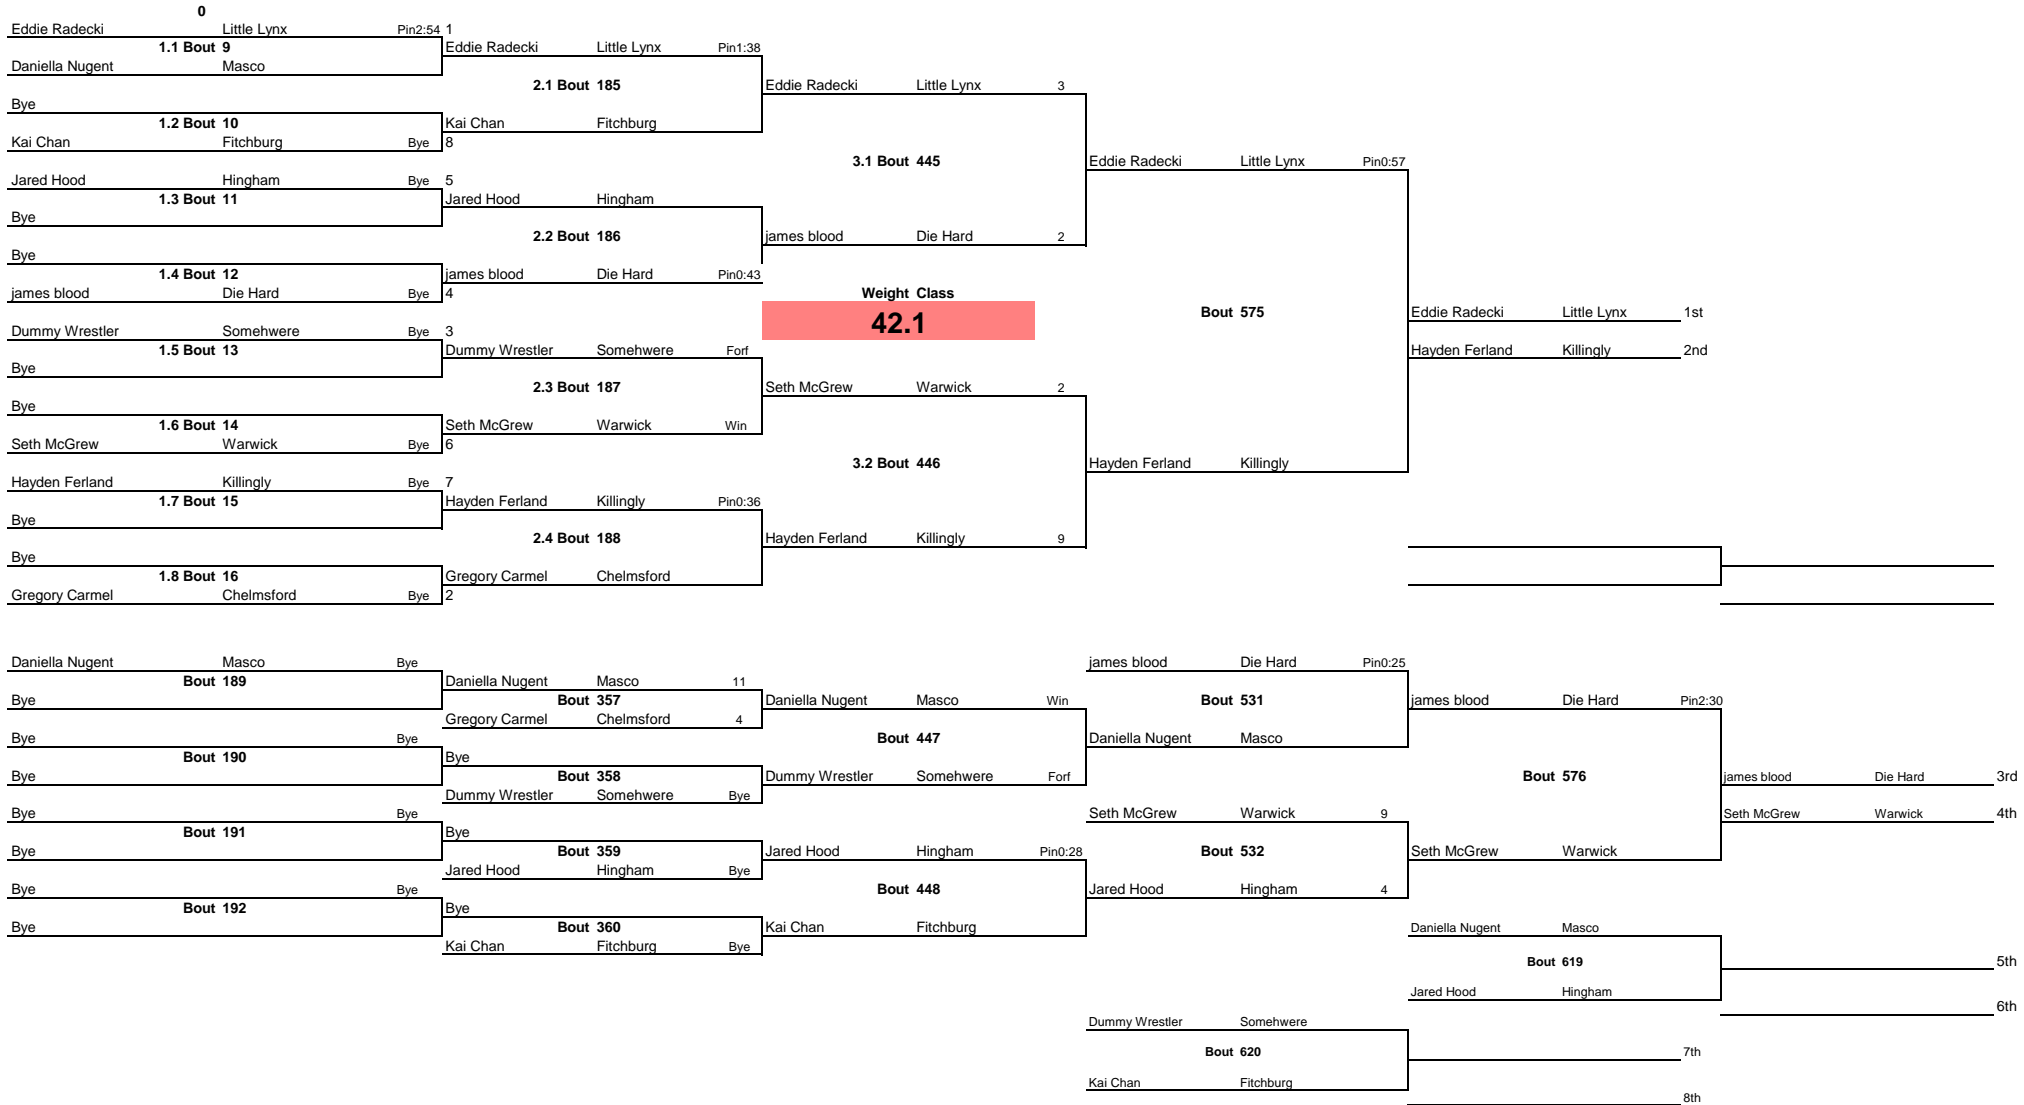 0
Eddie Radecki Little Lynx Pin2:54 1
1.1 Bout 9 Eddie Radecki Little Lynx Pin1:38
Daniella Nugent Masco
2.1 Bout 185 Eddie Radecki Little Lynx 3
Bye
1.2 Bout 10 Kai Chan Fitchburg
Kai Chan Fitchburg Bye 8
3.1 Bout 445 Eddie Radecki Little Lynx Pin0:57
Jared Hood Hingham Bye 5
1.3 Bout 11 Jared Hood Hingham
Bye
2.2 Bout 186 james blood Die Hard 2
Bye
1.4 Bout 12 james blood Die Hard Pin0:43
james blood Die Hard Bye 4 Weight Class
42.1 Bout 575 Eddie Radecki Little Lynx 1st
Dummy Wrestler Somehwere Bye 3
1.5 Bout 13 Dummy Wrestler Somehwere Forf Hayden Ferland Killingly 2nd
Bye
2.3 Bout 187 Seth McGrew Warwick 2
Bye
1.6 Bout 14 Seth McGrew Warwick Win
Seth McGrew Warwick Bye 6
3.2 Bout 446 Hayden Ferland Killingly
Hayden Ferland Killingly Bye 7
1.7 Bout 15 Hayden Ferland Killingly Pin0:36
Bye
2.4 Bout 188 Hayden Ferland Killingly 9
Bye
1.8 Bout 16 Gregory Carmel Chelmsford
Gregory Carmel Chelmsford Bye 2
Daniella Nugent Masco Bye james blood Die Hard Pin0:25
Bout 189 Daniella Nugent Masco 11
Bye Bout 357 Daniella Nugent Masco Win Bout 531 james blood Die Hard Pin2:30
Gregory Carmel Chelmsford 4
Bye Bye Bout 447 Daniella Nugent Masco
Bout 190 Bye
Bye Bout 358 Dummy Wrestler Somehwere Forf Bout 576 james blood Die Hard 3rd
Dummy Wrestler Somehwere Bye
Bye Bye Seth McGrew Warwick 9 Seth McGrew Warwick 4th
Bout 191 Bye
Bye Bout 359 Jared Hood Hingham Pin0:28 Bout 532 Seth McGrew Warwick
Jared Hood Hingham Bye
Bye Bye Bout 448 Jared Hood Hingham 4
Bout 192 Bye
Bye Bout 360 Kai Chan Fitchburg Daniella Nugent Masco
Kai Chan Fitchburg Bye
Bout 619 5th
Jared Hood Hingham
6th
Dummy Wrestler Somehwere
Bout 620 7th
Kai Chan Fitchburg
8th